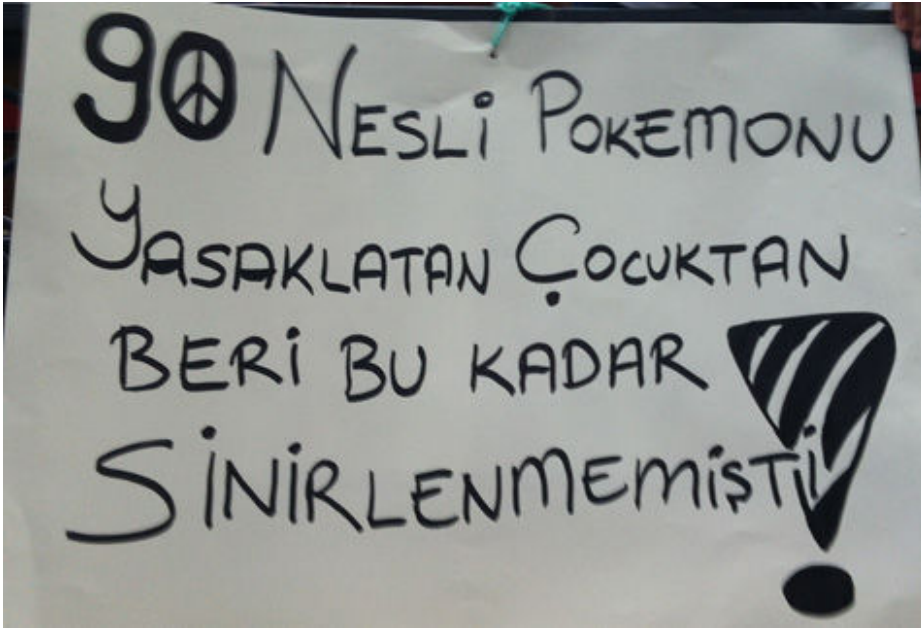 90 NESLİ POKEMONU
YASAKLATAN ÇOCUKTAN
BERİ BU KADAR
SİNİRLENMEMİŞTİ!